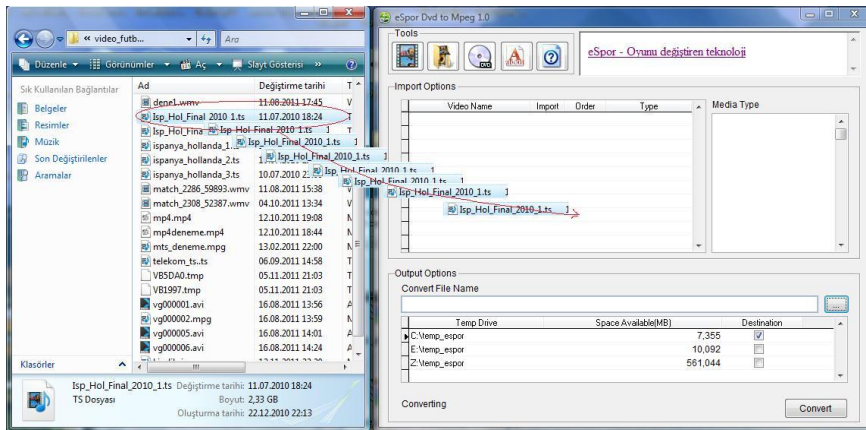 « video_futb...
Ara
Düzenle
Görünümler
Aç
Slayt Gösterisi
»
Sık Kullanılan Bağlantılar
Belgeler
Resimler
Müzik
Son Değiştirilenler
Aramalar
Klasörler
Ad Değiştirme tarihi T
dene1.wmv 11.08.2011 17:45 V
Isp_Hol_Final_2010_1.ts 11.07.2010 18:24 T
Isp_Hol_Fina
ispanya_hollanda_1
ispanya_hollanda_2.ts
ispanya_hollanda_3.ts 10.07.2010
match_2286_59893.wmv 11.08.2011 15:38 V
match_2308_52387.wmv 04.10.2011 13:34 V
mp4.mp4 12.10.2011 19:08
mp4deneme.mp4 12.10.2011 18:44
mts_deneme.mpg 13.02.2011 22:00
telekom_ts..ts 06.09.2011 14:58 T
VB5DA0.tmp 05.11.2011 21:03 T
VB1997.tmp 05.11.2011 21:03 T
vg000001.avi 16.08.2011 13:56 A
vg000002.mpg 16.08.2011 13:59
vg000005.avi 16.08.2011 14:01 A
vg000006.avi 16.08.2011 14:24 A
Isp_Hol_Final_2010_1.ts
Isp_Hol_Final_2010_1.ts
Isp_Hol_Final_2010_1.ts
Isp_Hol_Final_2010_1.ts
Isp_Hol_Final_2010_1.ts
Isp_Hol_Final_2010_1.ts
Isp_Hol_Final_2010_1.ts
Isp_Hol_Final_2010_1.ts Değiştirme tarihi: 11.07.2010 18:24
TS Dosyası Boyut: 2,33 GB
Oluşturma tarihi: 22.12.2010 22:13
eSpor Dvd to Mpeg 1.0
Tools
DVD
eSpor - Oyunu değiştiren teknoloji
Import Options
Video Name Import Order Type
Media Type
Output Options
Convert File Name
...
Temp Drive Space Available(MB) Destination
C:\temp_espor 7,355
E:\temp_espor 10,092
Z:\temp_espor 561,044
Converting
Convert